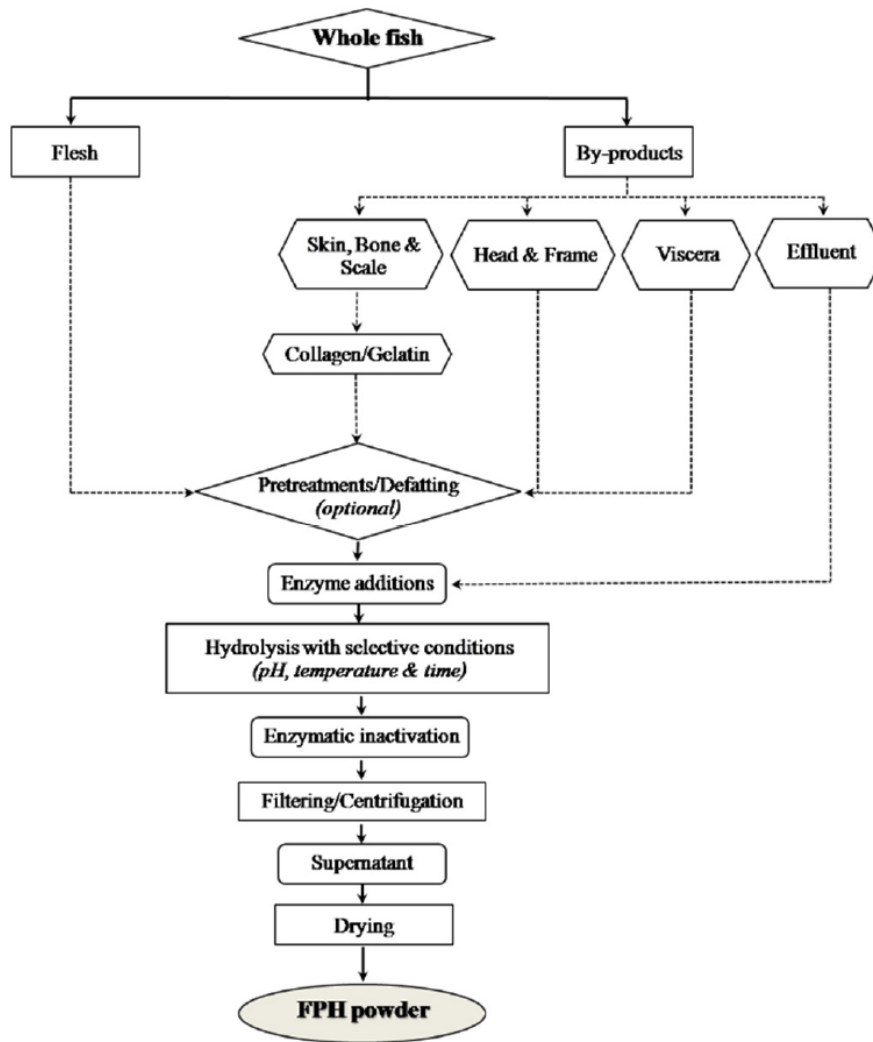 Whole fish
Flesh
By-products
Skin, Bone &
Scale
Head & Frame
Viscera
Effluent
Collagen/Gelatin
Pretreatments/Defatting
(optional)
Enzyme additions
Hydrolysis with selective conditions
(pH, temperature & time)
Enzymatic inactivation
Filtering/Centrifugation
Supernatant
Drying
FPH powder